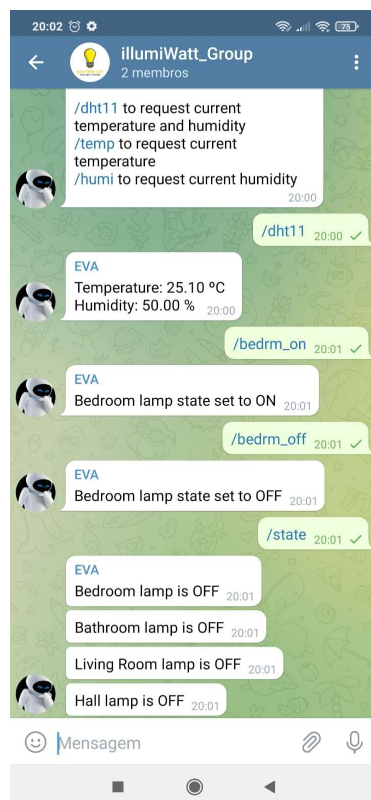 20:02
75
illumiWatt_Group
2 membros
/dht11 to request current
temperature and humidity
/temp to request current
temperature
/humi to request current humidity
20:00
/dht11 20:00
EVA
Temperature: 25.10 ºC
Humidity: 50.00 % 20:00
/bedrm_on 20:01
EVA
Bedroom lamp state set to ON 20:01
/bedrm_off 20:01
EVA
Bedroom lamp state set to OFF 20:01
/state 20:01
EVA
Bedroom lamp is OFF 20:01
Bathroom lamp is OFF 20:01
Living Room lamp is OFF 20:01
Hall lamp is OFF 20:01
Mensagem